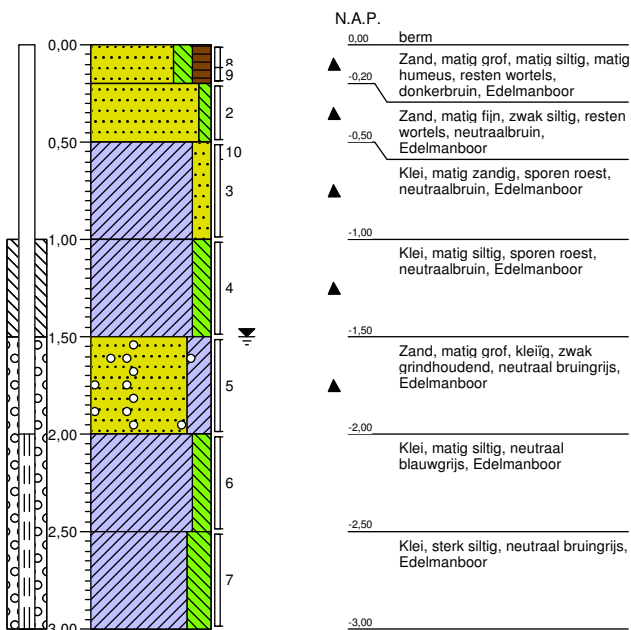 N.A.P.
0,00
berm
Zand, matig grof, matig siltig, matig
humeus, resten wortels,
donkerbruin, Edelmanboor
-0,20
Zand, matig fijn, zwak siltig, resten
wortels, neutraalbruin,
Edelmanboor
-0,50
Klei, matig zandig, sporen roest,
neutraalbruin, Edelmanboor
-1,00
Klei, matig siltig, sporen roest,
neutraalbruin, Edelmanboor
-1,50
Zand, matig grof, kleiïg, zwak
grindhoudend, neutraal bruingrijs,
Edelmanboor
-2,00
Klei, matig siltig, neutraal
blauwgrijs, Edelmanboor
-2,50
Klei, sterk siltig, neutraal bruingrijs,
Edelmanboor
-3,00
0,00
0,50
1,00
1,50
2,00
2,50
3,00
8
9
2
10
3
4
5
6
7